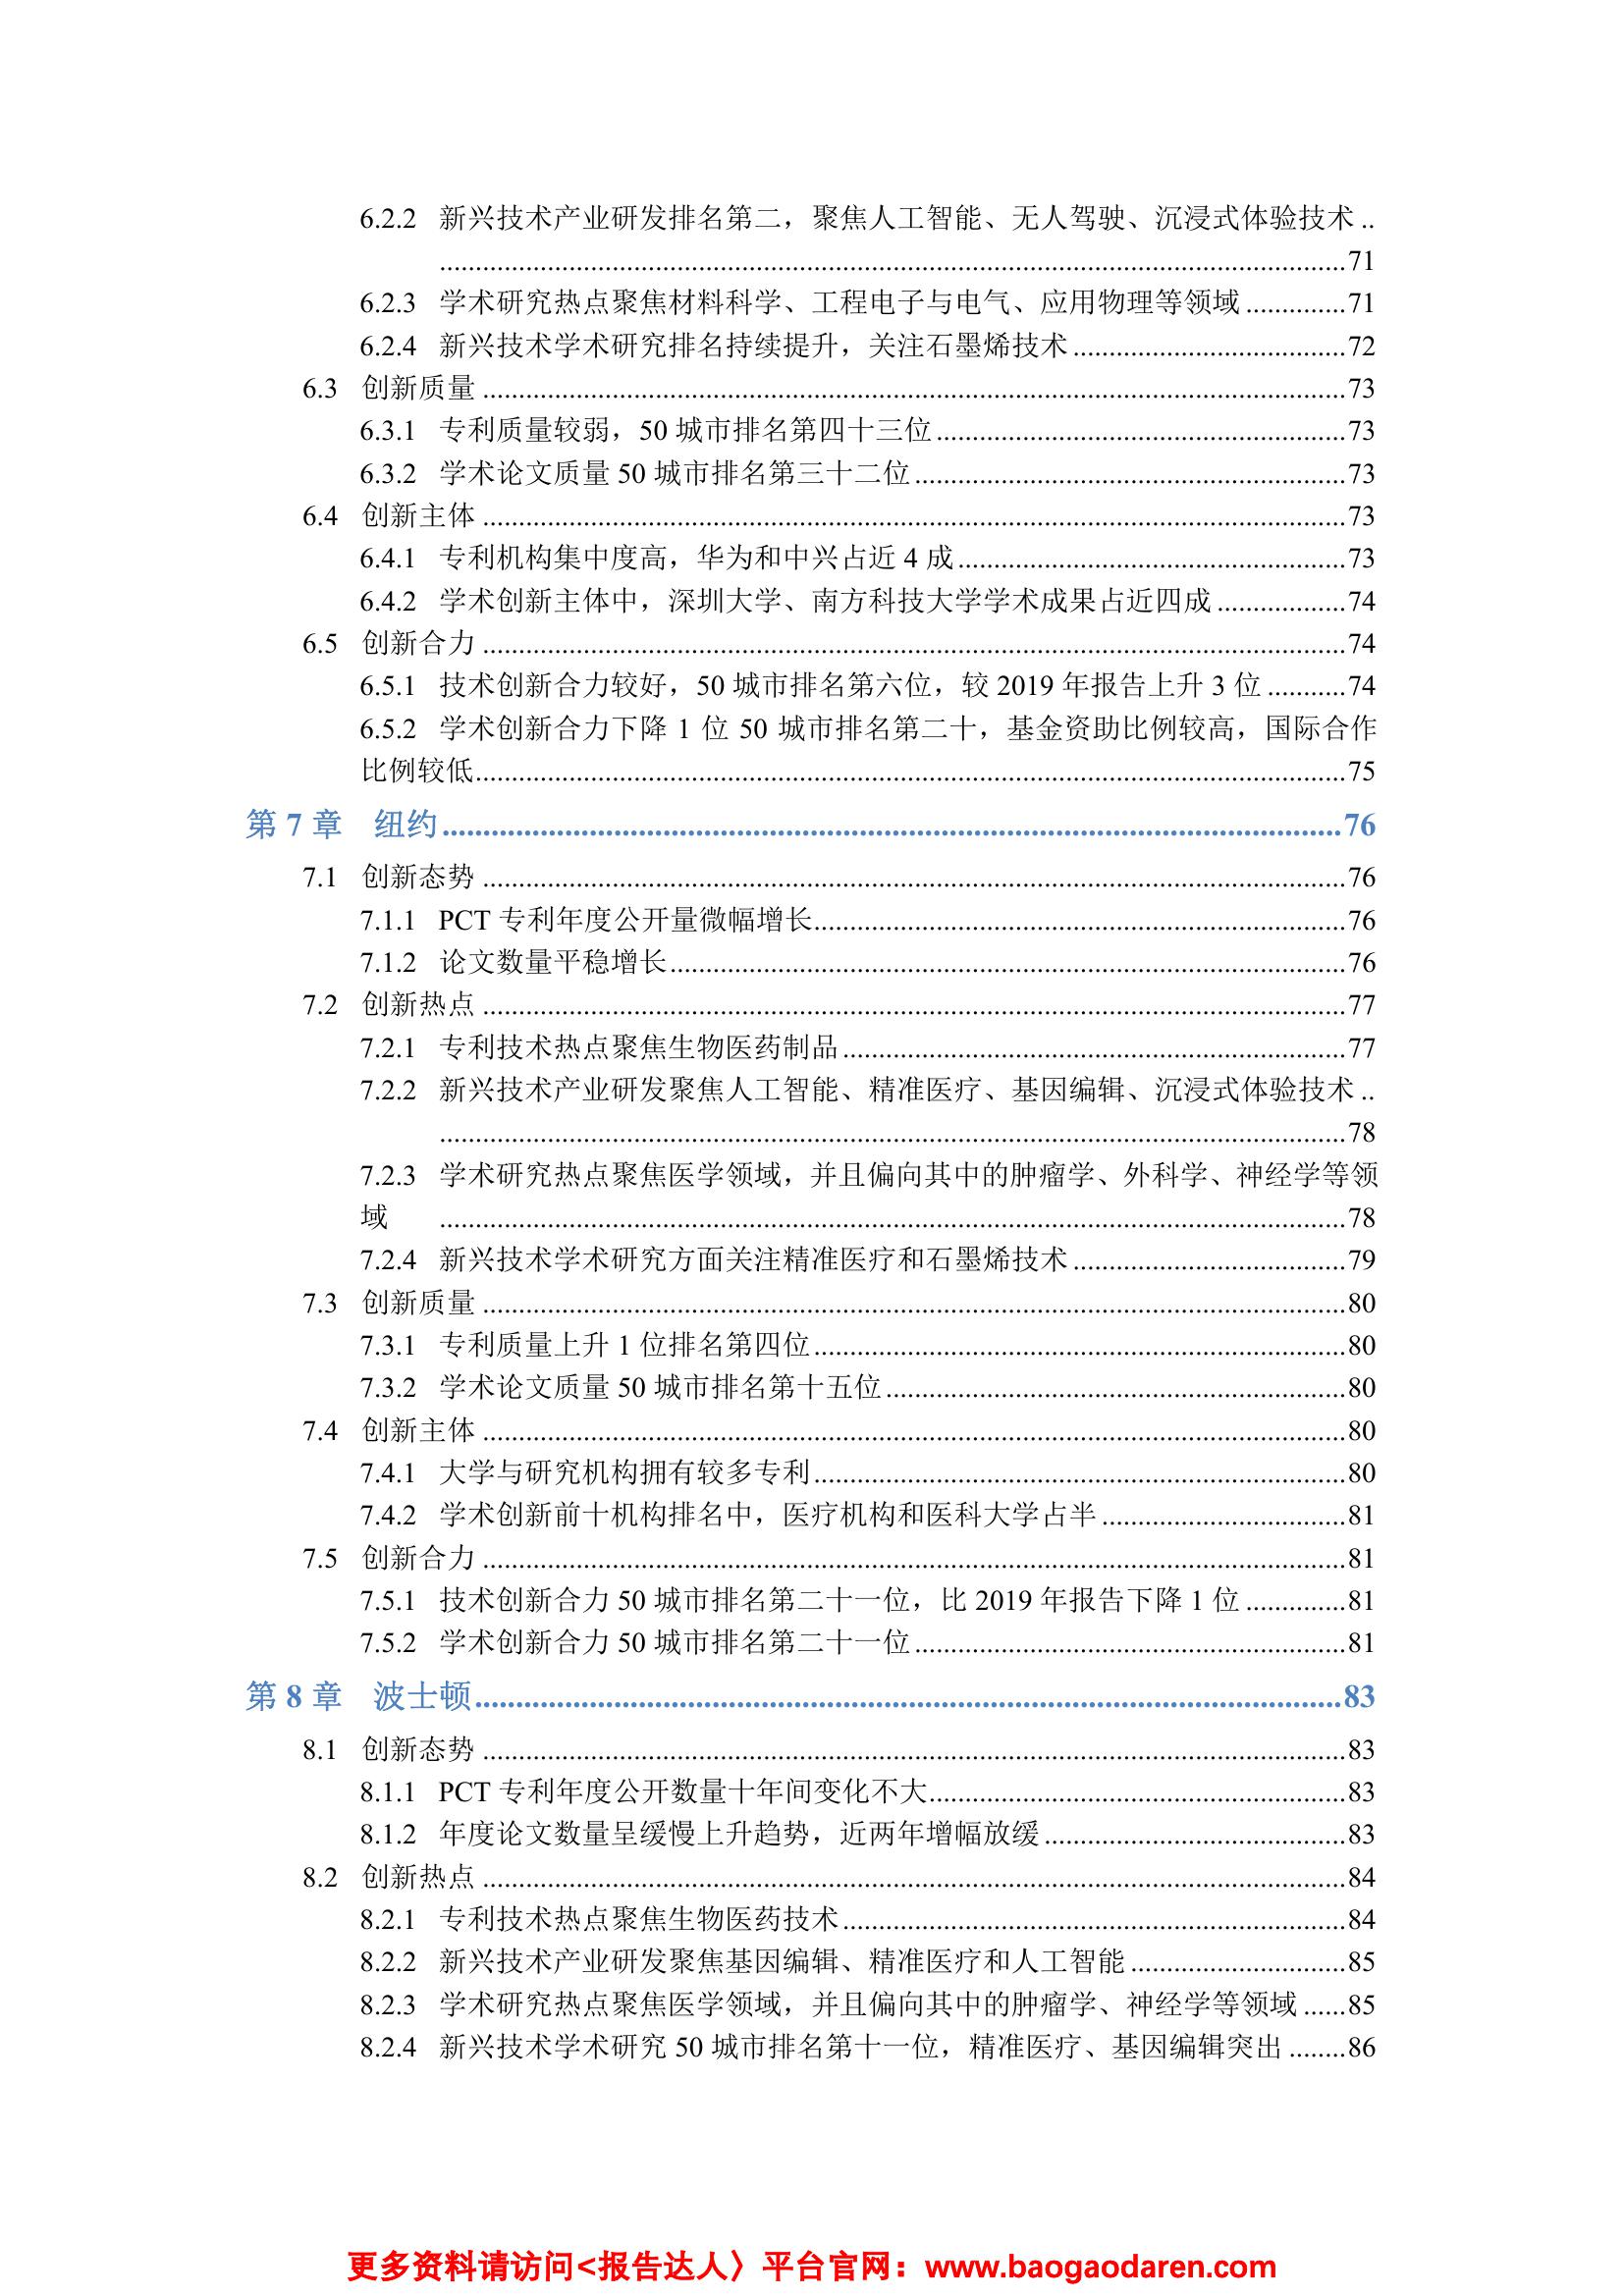 6.2.2 新兴技术产业研发排名第二，聚焦人工智能、无人驾驶、沉浸式体验技术 ..
........................................71
6.2.3 学术研究热点聚焦材料科学、工程电子与电气、应用物理等领域 ..............71
6.2.4 新兴技术学术研究排名持续提升，关注石墨烯技术 ........................................72
6.3 创新质量 ........................................73
6.3.1 专利质量较弱，50 城市排名第四十三位 ........................................73
6.3.2 学术论文质量 50 城市排名第三十二位 ........................................73
6.4 创新主体 ........................................73
6.4.1 专利机构集中度高，华为和中兴占近 4 成 ........................................73
6.4.2 学术创新主体中，深圳大学、南方科技大学学术成果占近四成 ..................74
6.5 创新合力 ........................................74
6.5.1 技术创新合力较好，50 城市排名第六位，较 2019 年报告上升 3 位 ...........74
6.5.2 学术创新合力下降 1 位 50 城市排名第二十，基金资助比例较高，国际合作
比例较低 ........................................75
第 7 章 纽约 ........................................76
7.1 创新态势 ........................................76
7.1.1 PCT 专利年度公开量微幅增长 ........................................76
7.1.2 论文数量平稳增长 ........................................76
7.2 创新热点 ........................................77
7.2.1 专利技术热点聚焦生物医药制品 ........................................77
7.2.2 新兴技术产业研发聚焦人工智能、精准医疗、基因编辑、沉浸式体验技术 ..
........................................78
7.2.3 学术研究热点聚焦医学领域，并且偏向其中的肿瘤学、外科学、神经学等领
域 ........................................78
7.2.4 新兴技术学术研究方面关注精准医疗和石墨烯技术 ........................................79
7.3 创新质量 ........................................80
7.3.1 专利质量上升 1 位排名第四位 ........................................80
7.3.2 学术论文质量 50 城市排名第十五位 ........................................80
7.4 创新主体 ........................................80
7.4.1 大学与研究机构拥有较多专利 ........................................80
7.4.2 学术创新前十机构排名中，医疗机构和医科大学占半 ..................................81
7.5 创新合力 ........................................81
7.5.1 技术创新合力 50 城市排名第二十一位，比 2019 年报告下降 1 位 ..............81
7.5.2 学术创新合力 50 城市排名第二十一位 ........................................81
第 8 章 波士顿 ........................................83
8.1 创新态势 ........................................83
8.1.1 PCT 专利年度公开数量十年间变化不大 ........................................83
8.1.2 年度论文数量呈缓慢上升趋势，近两年增幅放缓 ........................................83
8.2 创新热点 ........................................84
8.2.1 专利技术热点聚焦生物医药技术 ........................................84
8.2.2 新兴技术产业研发聚焦基因编辑、精准医疗和人工智能 ..............................85
8.2.3 学术研究热点聚焦医学领域，并且偏向其中的肿瘤学、神经学等领域 ......85
8.2.4 新兴技术学术研究 50 城市排名第十一位，精准医疗、基因编辑突出 ........86
更多资料请访问<报告达人〉平台官网：www.baogaodaren.com